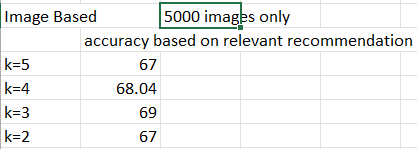 Image Based 5000 images only
accuracy based on relevant recommendation
k=5 67
k=4 68.04
k=3 69
k=2 67